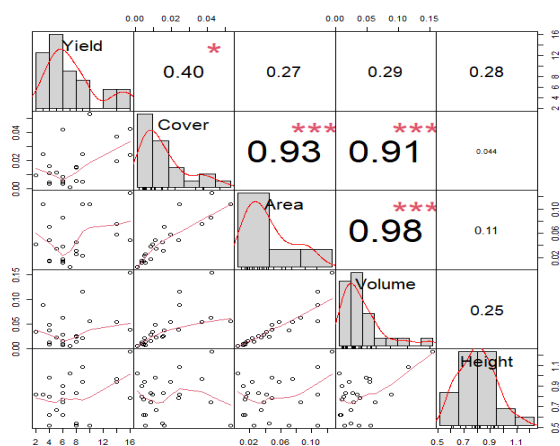 0.00 0.02 0.04 0.00 0.05 0.10 0.15
Yield 0.40 * 0.27 0.29 0.28 2 4 6 8 12 16
0.00 0.02 0.04 Cover 0.93 *** 0.91 *** 0.044
Area 0.98 *** 0.11 0.02 0.06 0.10
0.00 0.05 0.10 0.15 Volume 0.25
Height 0.5 0.7 0.9 1.1
2 4 6 8 12 16 0.02 0.06 0.10 0.5 0.7 0.9 1.1